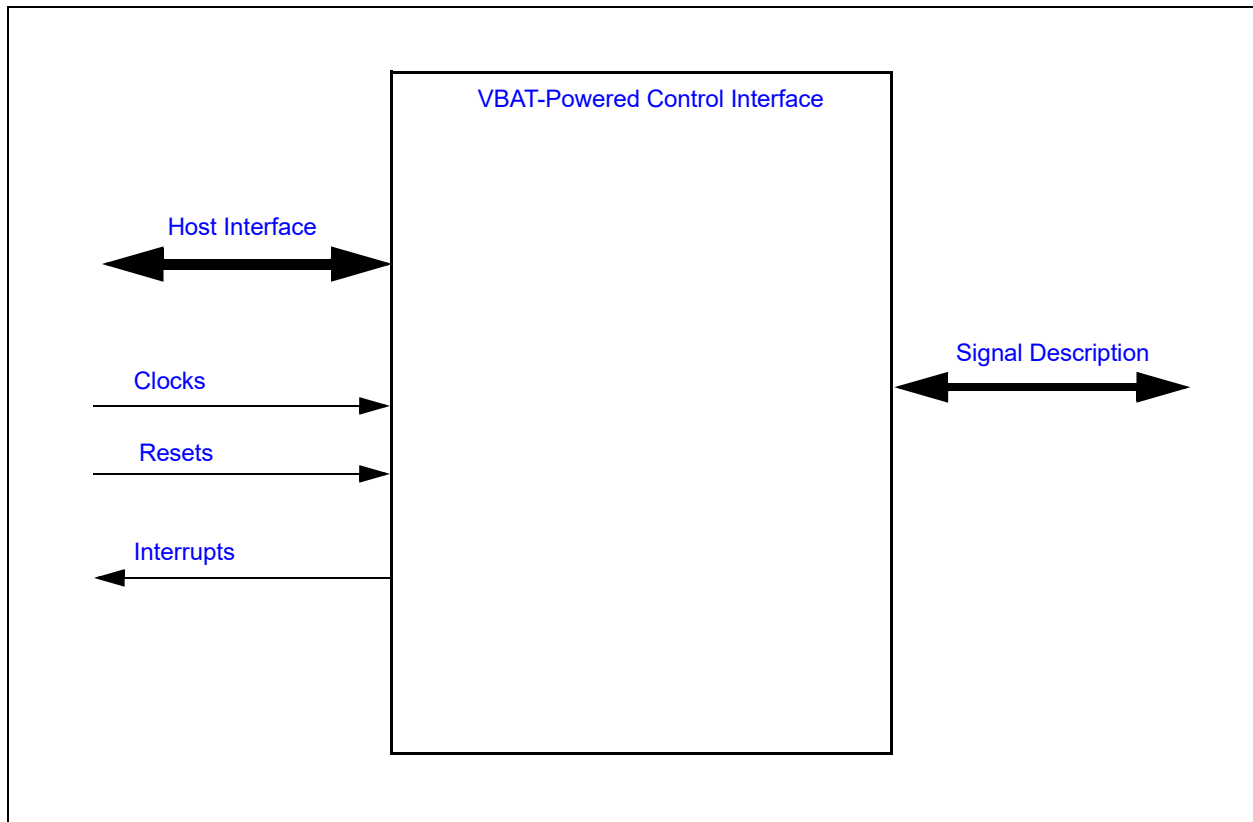 VBAT-Powered Control Interface
Host Interface
Signal Description
Clocks
Resets
Interrupts